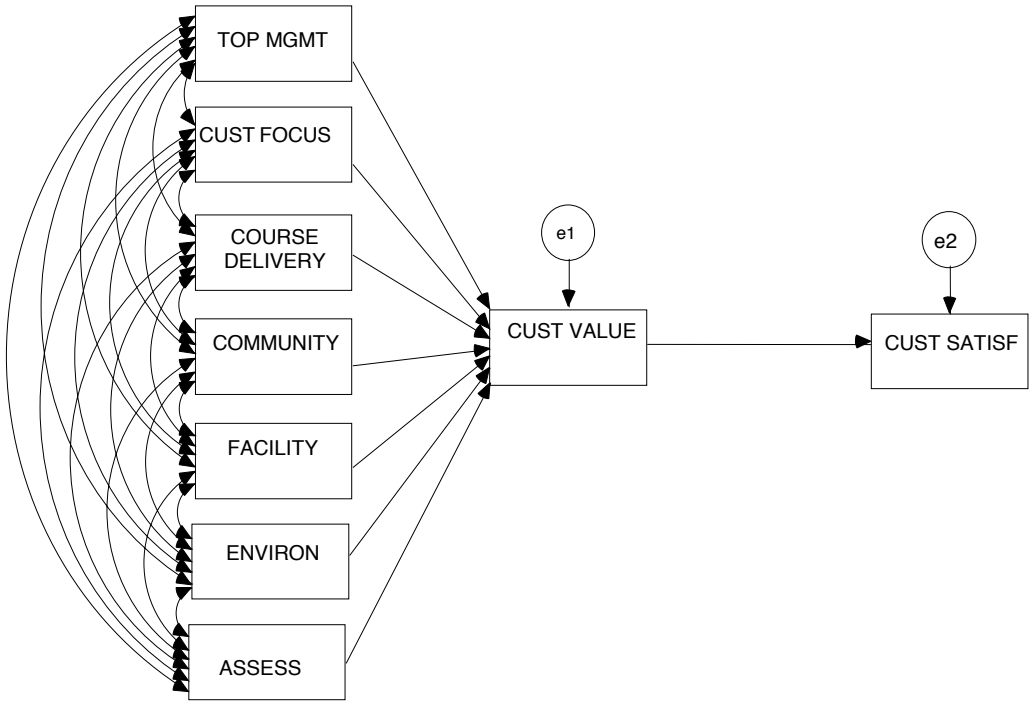 TOP MGMT
CUST FOCUS
COURSE
DELIVERY
COMMUNITY
FACILITY
ENVIRON
ASSESS
e1
CUST VALUE
e2
CUST SATISF